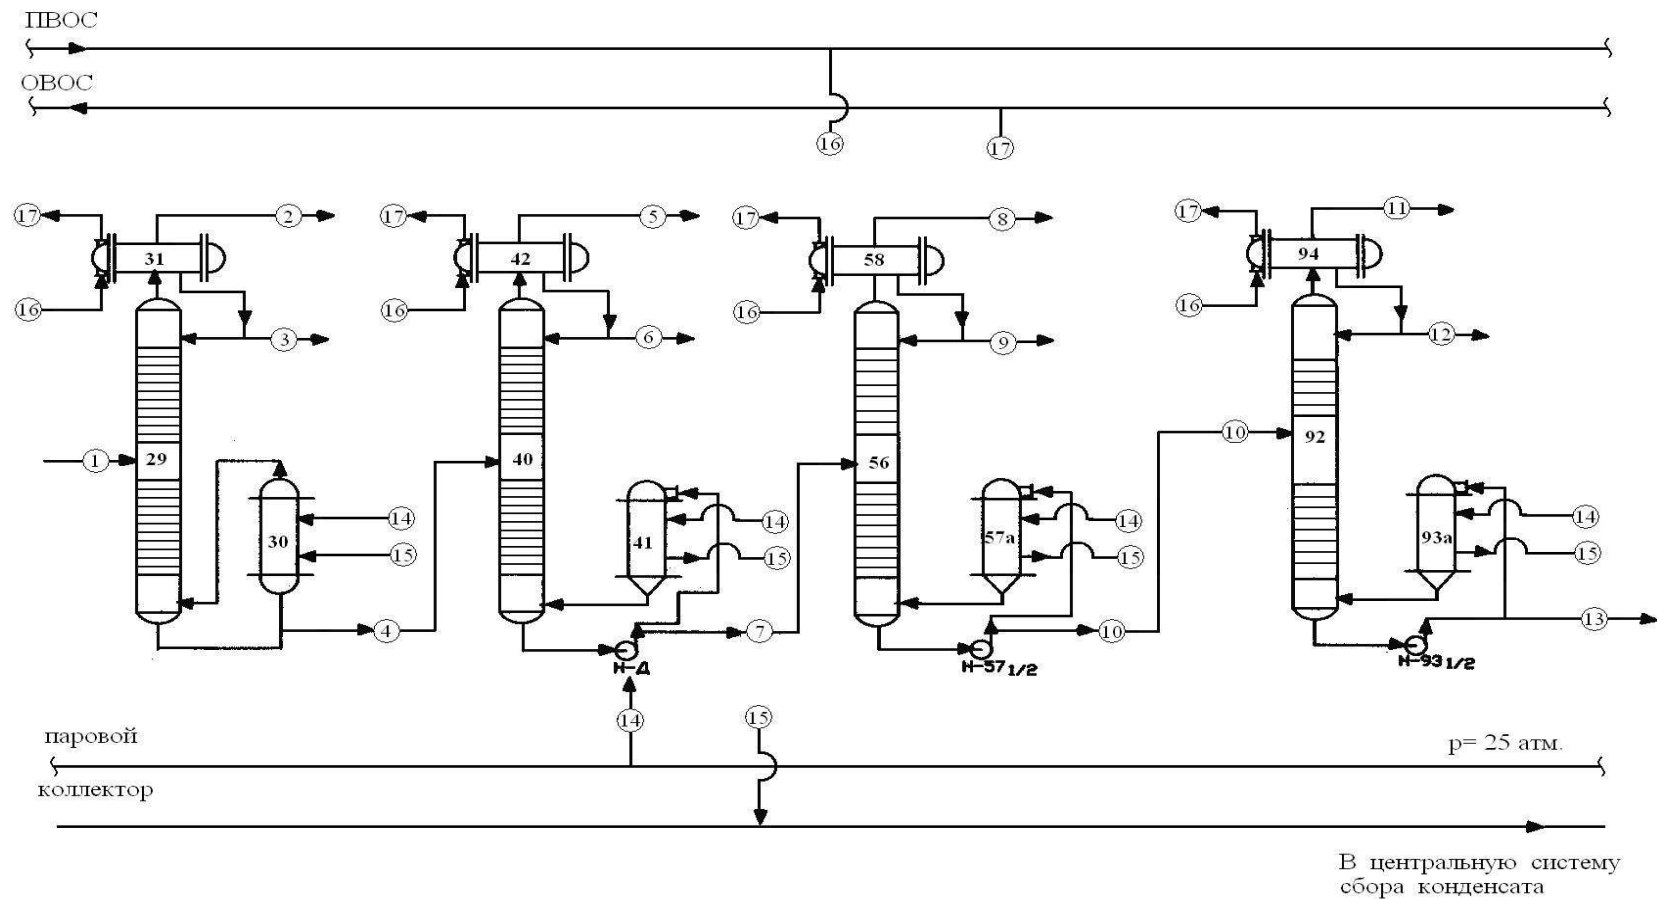 ПВОС
ОВОС
16
17
17 2 17 5 17 8 17 11
31 42 58 94
16 16 16 16
3 6 9 12
1 29 40 56 10 92
14 14 14 14
30 41 57а 93а
15 15 15 15
4 7 10 13
Н-Д Н-57 1/2 Н-93 1/2
14 15
паровой р= 25 атм.
коллектор
В центральную систему
сбора конденсата